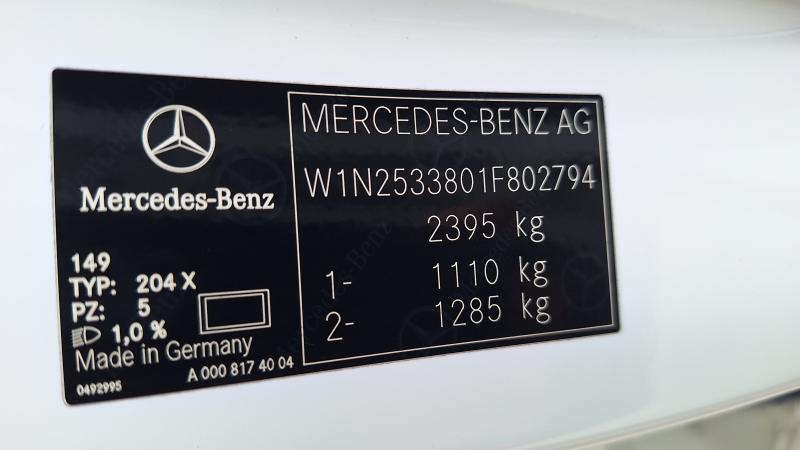 Mercedes-Benz
149
TYP: 204 X
PZ: 5
1,0 %
Made in Germany
0492995
A 000 817 40 04
MERCEDES-BENZ AG
W1N2533801F802794
2395 kg
1- 1110 kg
2- 1285 kg